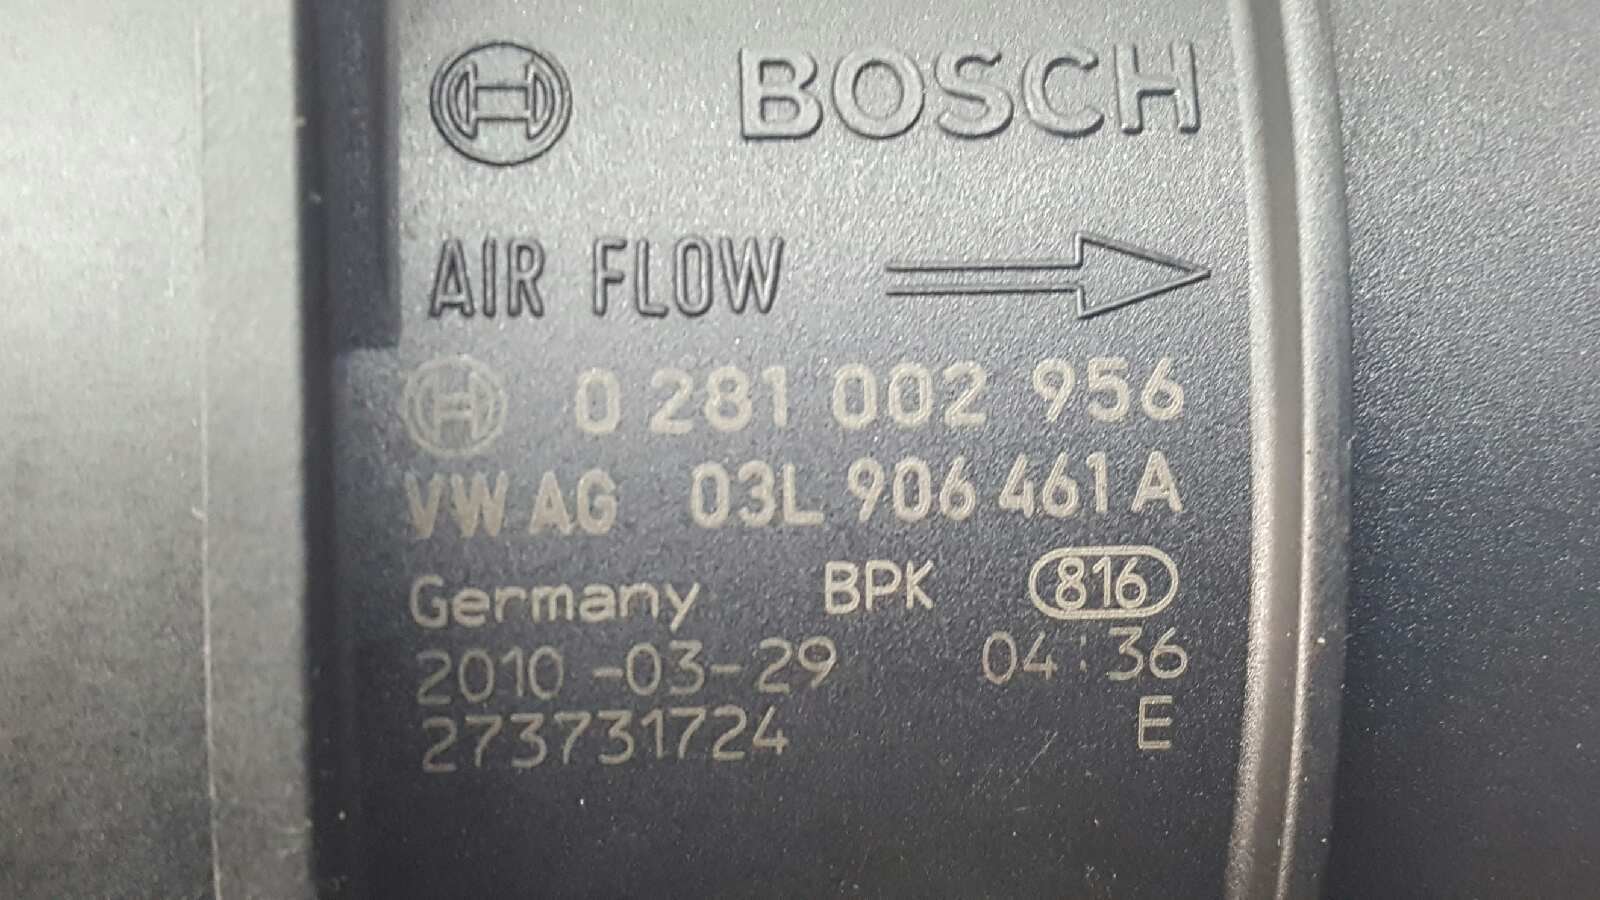 BOSCH
AIR FLOW
0 281 002 956
VW AG 03L 906 461 A
Germany BPK 816
2010-03-29 04:36
273731724 E